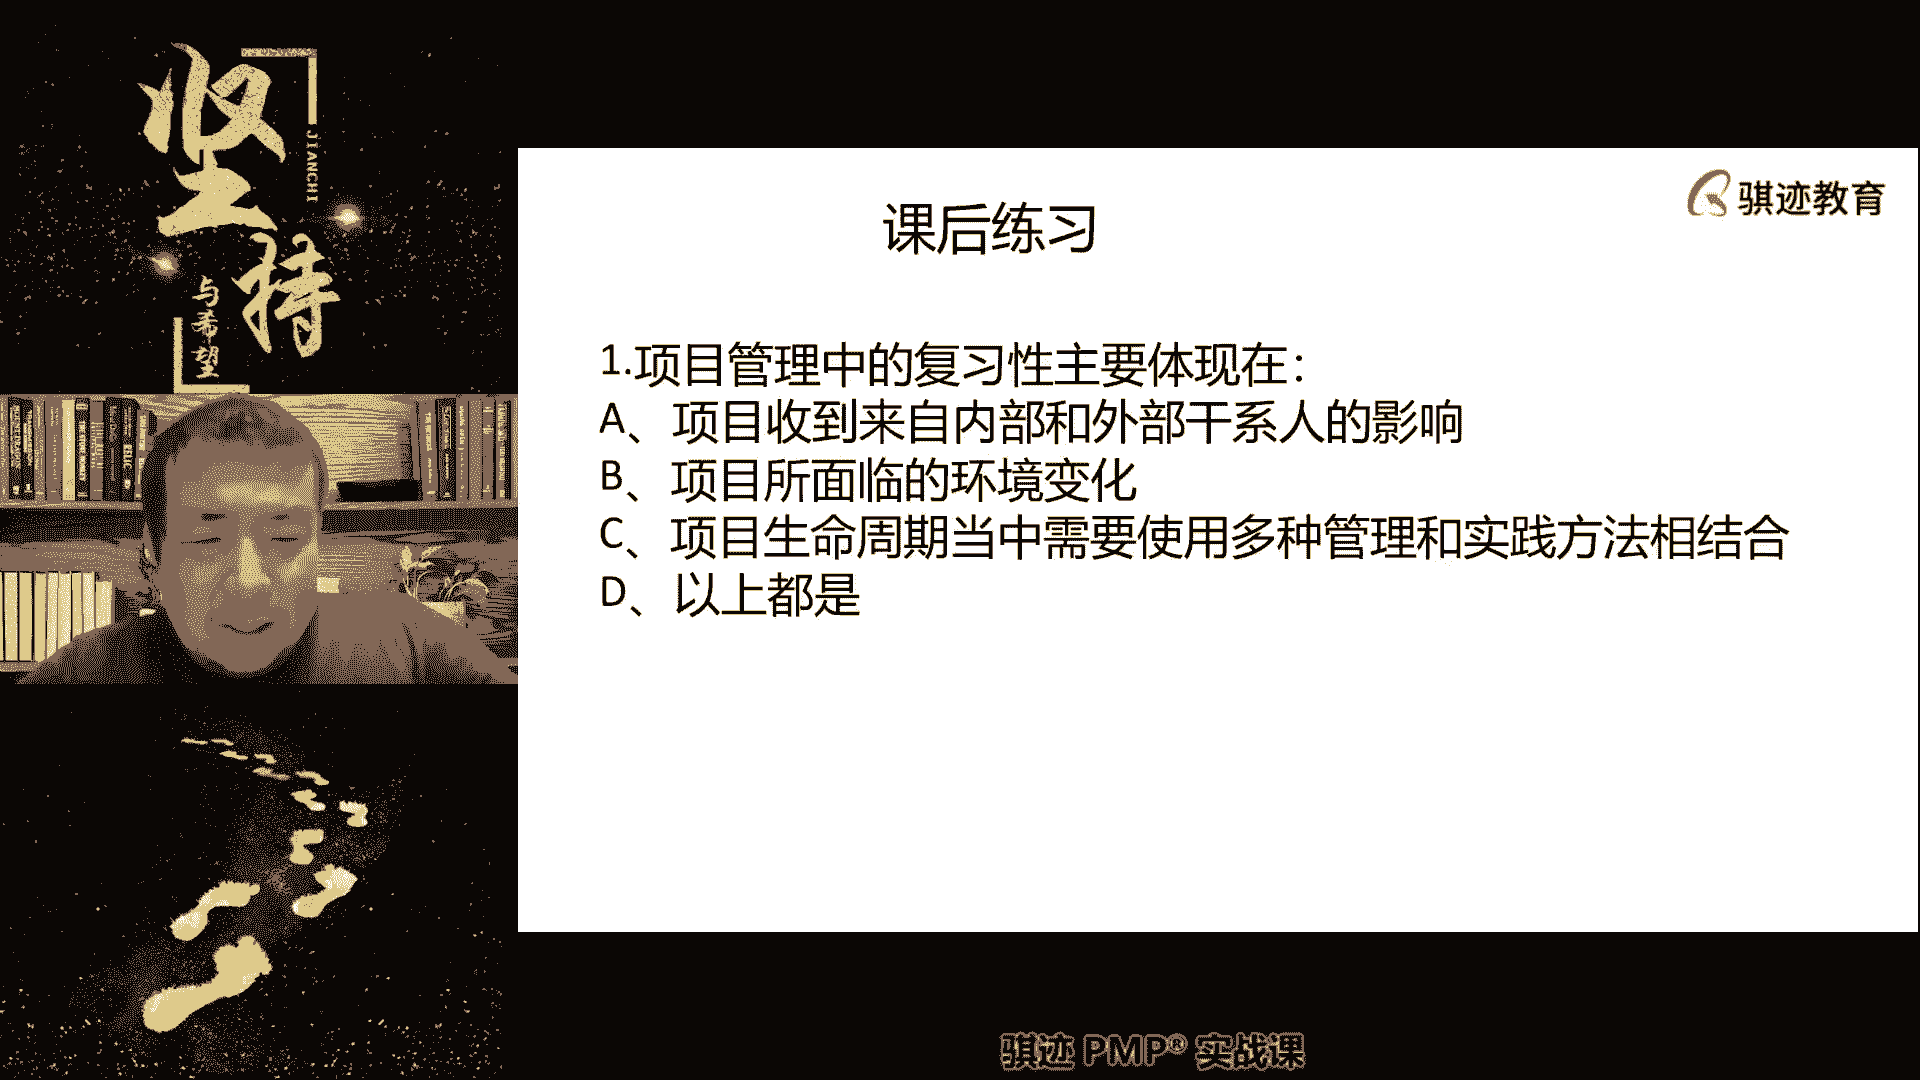 坚持
JIANCHI
与希望
骐迹教育
课后练习
1.项目管理中的复习性主要体现在：
A、项目收到来自内部和外部干系人的影响
B、项目所面临的环境变化
C、项目生命周期当中需要使用多种管理和实践方法相结合
D、以上都是
骐迹 PMP® 实战课